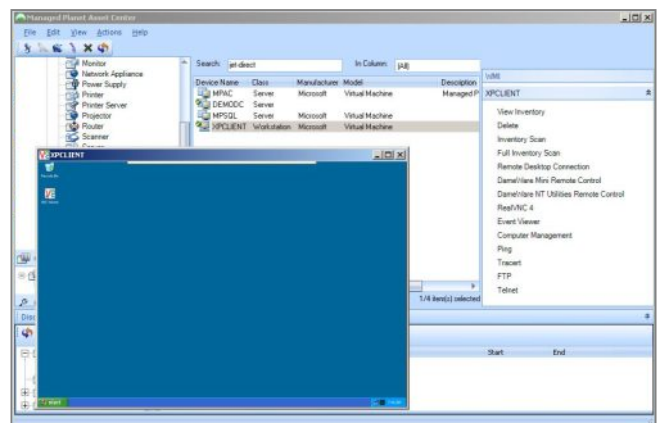 Managed Planet Asset Center
File Edit View Actions Help
Monitor
Network Appliance
Power Supply
Printer
Printer Server
Projector
Router
Scanner
Search: jet-direct In Column: [All]
Device Name Class Manufacturer Model Description
MPAC Server Microsoft Virtual Machine Managed P
DEMODC Server
MPSQL Server Microsoft Virtual Machine
XPCLIENT Workstation Microsoft Virtual Machine
WMI
XPCLIENT
View Inventory
Delete
Inventory Scan
Full Inventory Scan
Remote Desktop Connection
DameWare Mini Remote Control
DameWare NT Utilities Remote Control
RealVNC 4
Event Viewer
Computer Management
Ping
Tracert
FTP
Telnet
XPCLIENT
start
1/4 item(s) selected
Disc
Start End